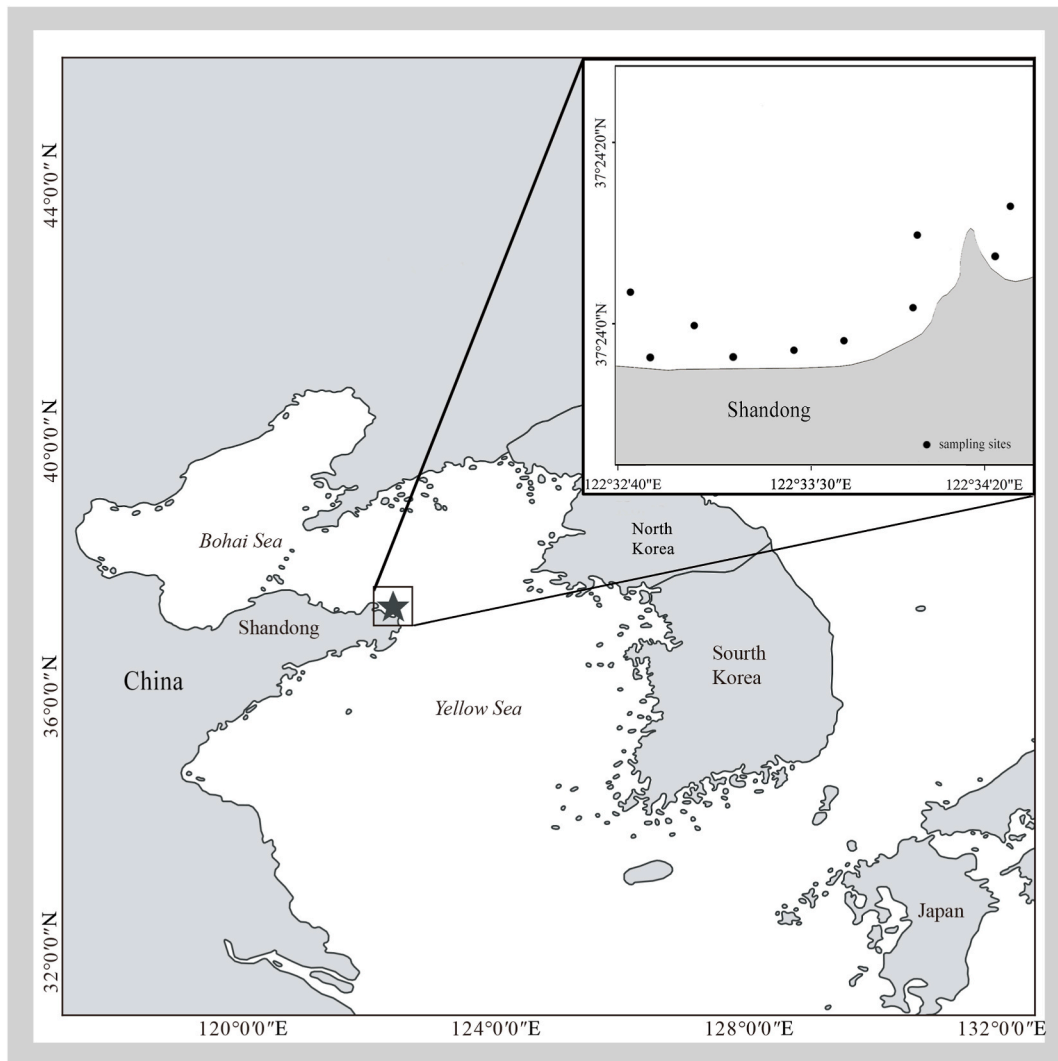 44°0′0″N
40°0′0″N
36°0′0″N
32°0′0″N
120°0′0″E
124°0′0″E
128°0′0″E
132°0′0″E
37°24′20″N
37°24′0″N
Shandong
sampling sites
122°32′40″E
122°33′30″E
122°34′20″E
North
Korea
Bohai Sea
Shandong
China
Sourth
Korea
Yellow Sea
Japan